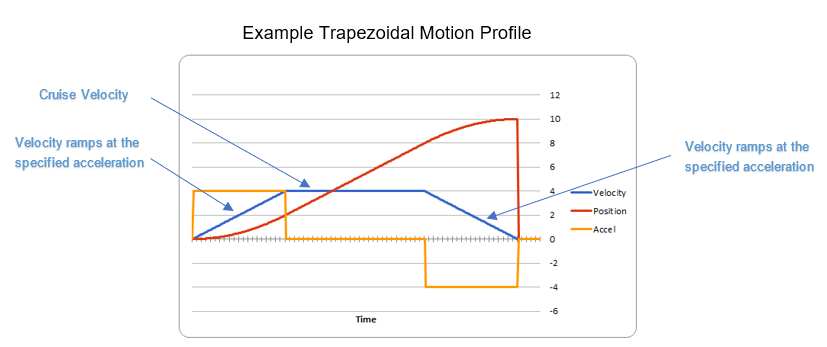 Example Trapezoidal Motion Profile
Cruise Velocity
Velocity ramps at the
specified acceleration
Velocity ramps at the
specified acceleration
12
10
8
6
4
2
0
-2
-4
-6
Velocity
Position
Accel
Time